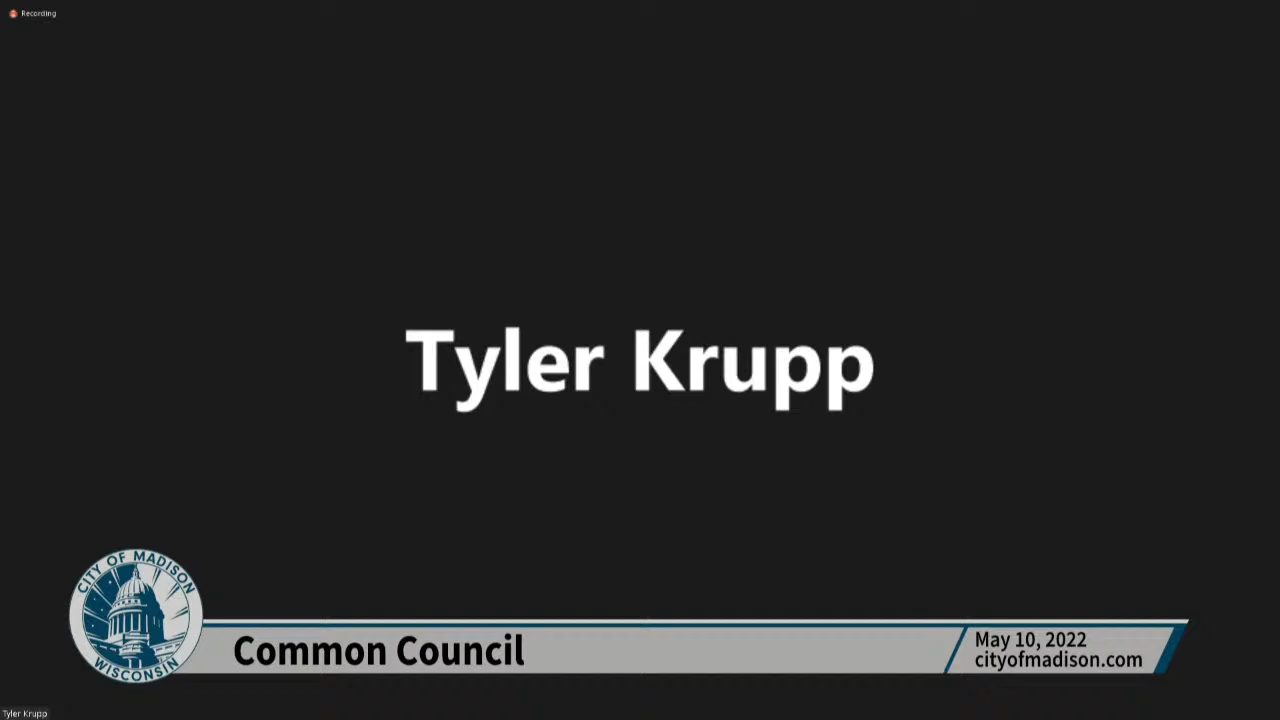 Recording
Tyler Krupp
CITY OF MADISON
WISCONSIN
Common Council
May 10, 2022
cityofmadison.com
Tyler Krupp